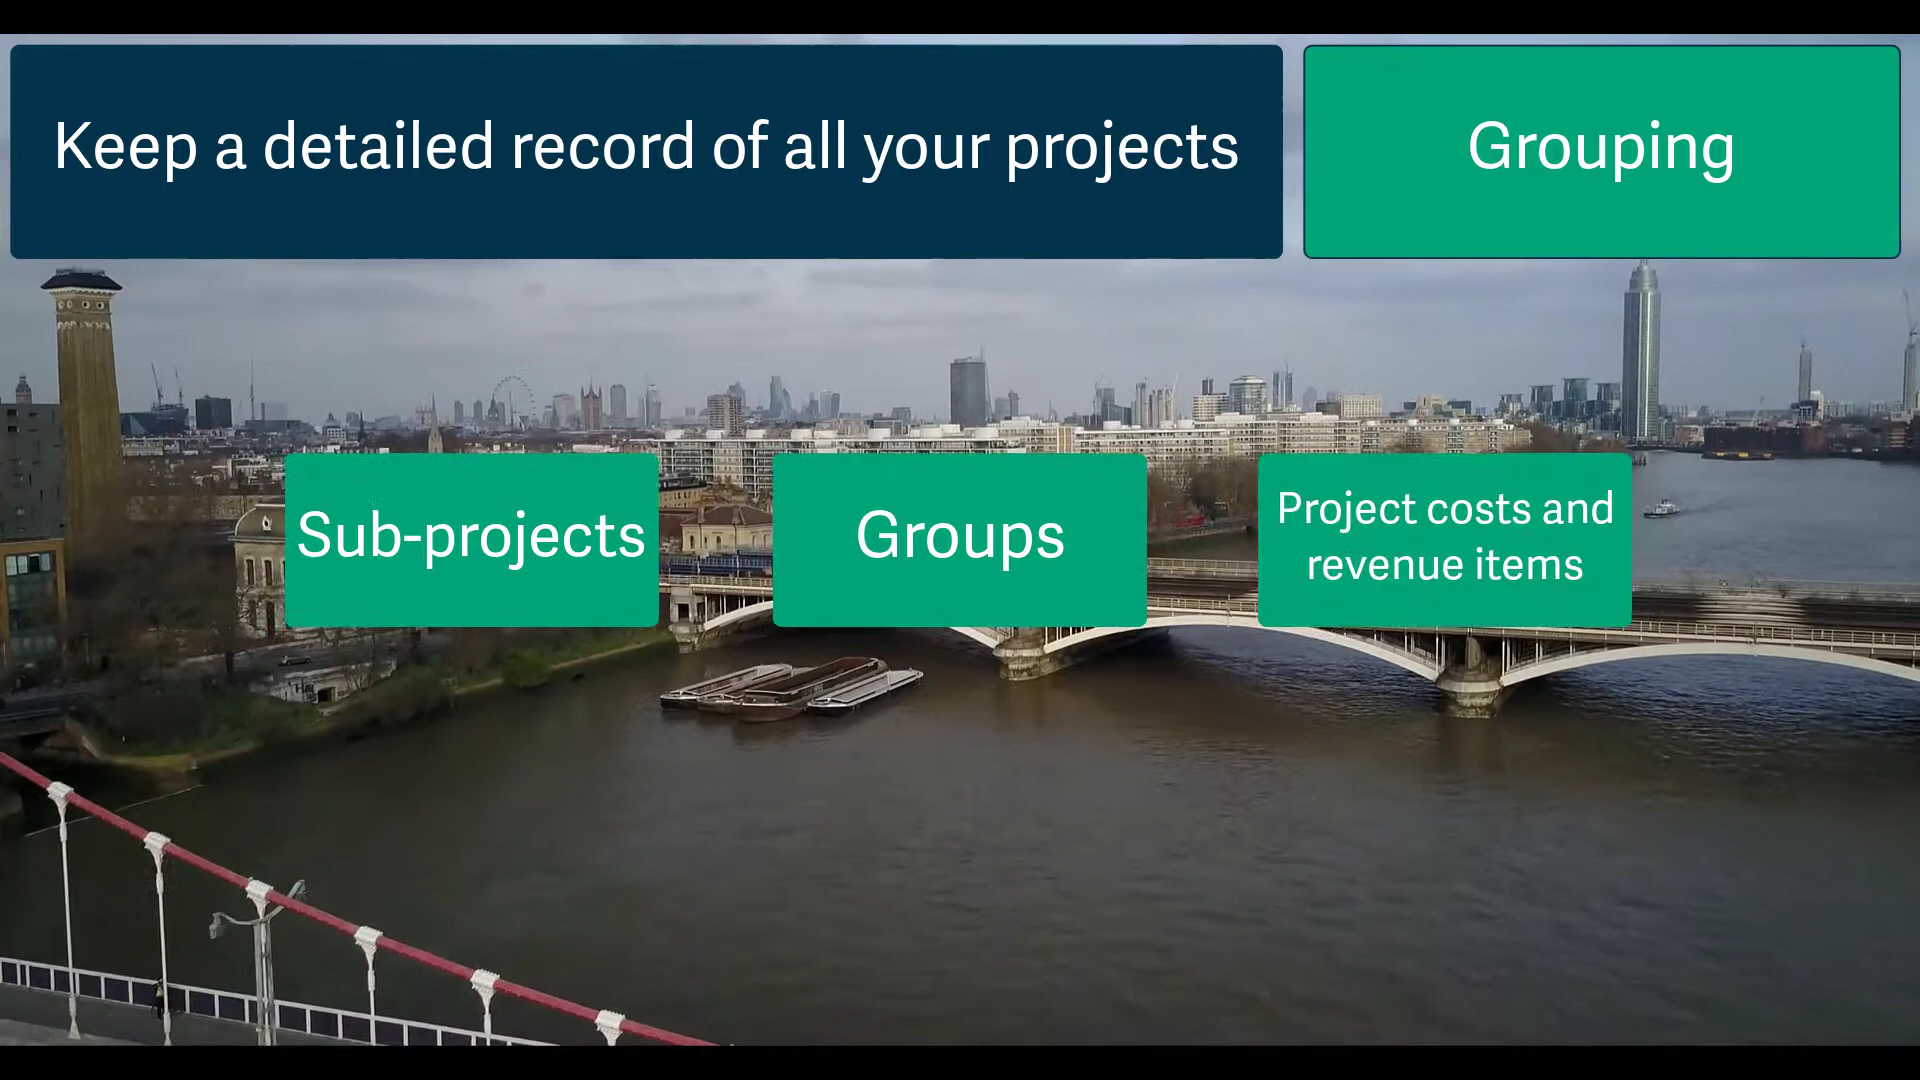 Keep a detailed record of all your projects
Grouping
Sub-projects
Groups
Project costs and
revenue items